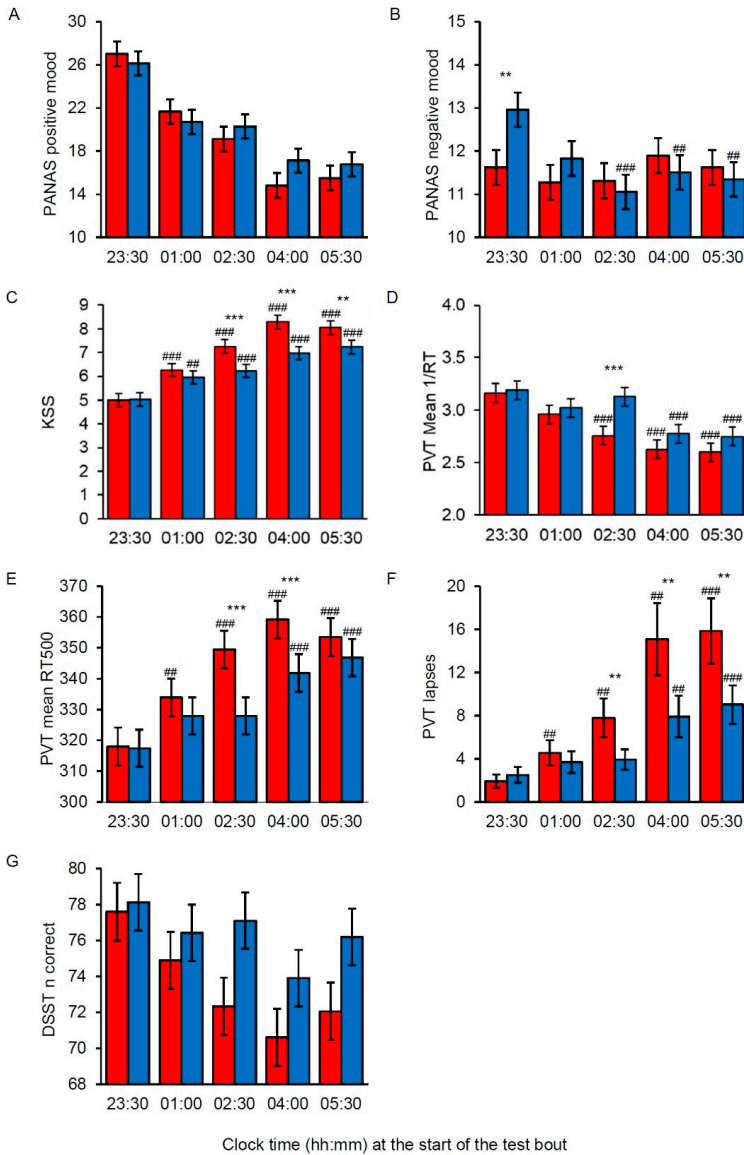 A
PANAS positive mood
26
22
18
14
10
23:30 01:00 02:30 04:00 05:30
B
PANAS negative mood
16
15
14
13
12
11
10
**
### ## ##
23:30 01:00 02:30 04:00 05:30
C
KSS
9
8
7
6
5
4
3
2
1
0
### ##
*** ### ###
*** ### ###
** ### ###
23:30 01:00 02:30 04:00 05:30
D
PVT Mean 1/RT
4.0
3.5
3.0
2.5
2.0
*** ###
### ###
### ###
23:30 01:00 02:30 04:00 05:30
E
PVT mean RT500
370
360
350
340
330
320
310
300
##
### ***
*** ### ###
### ###
23:30 01:00 02:30 04:00 05:30
F
PVT lapses
20
16
12
8
4
0
##
## **
## ** ##
### ** ###
23:30 01:00 02:30 04:00 05:30
G
DSST n correct
80
78
76
74
72
70
68
23:30 01:00 02:30 04:00 05:30
Clock time (hh:mm) at the start of the test bout